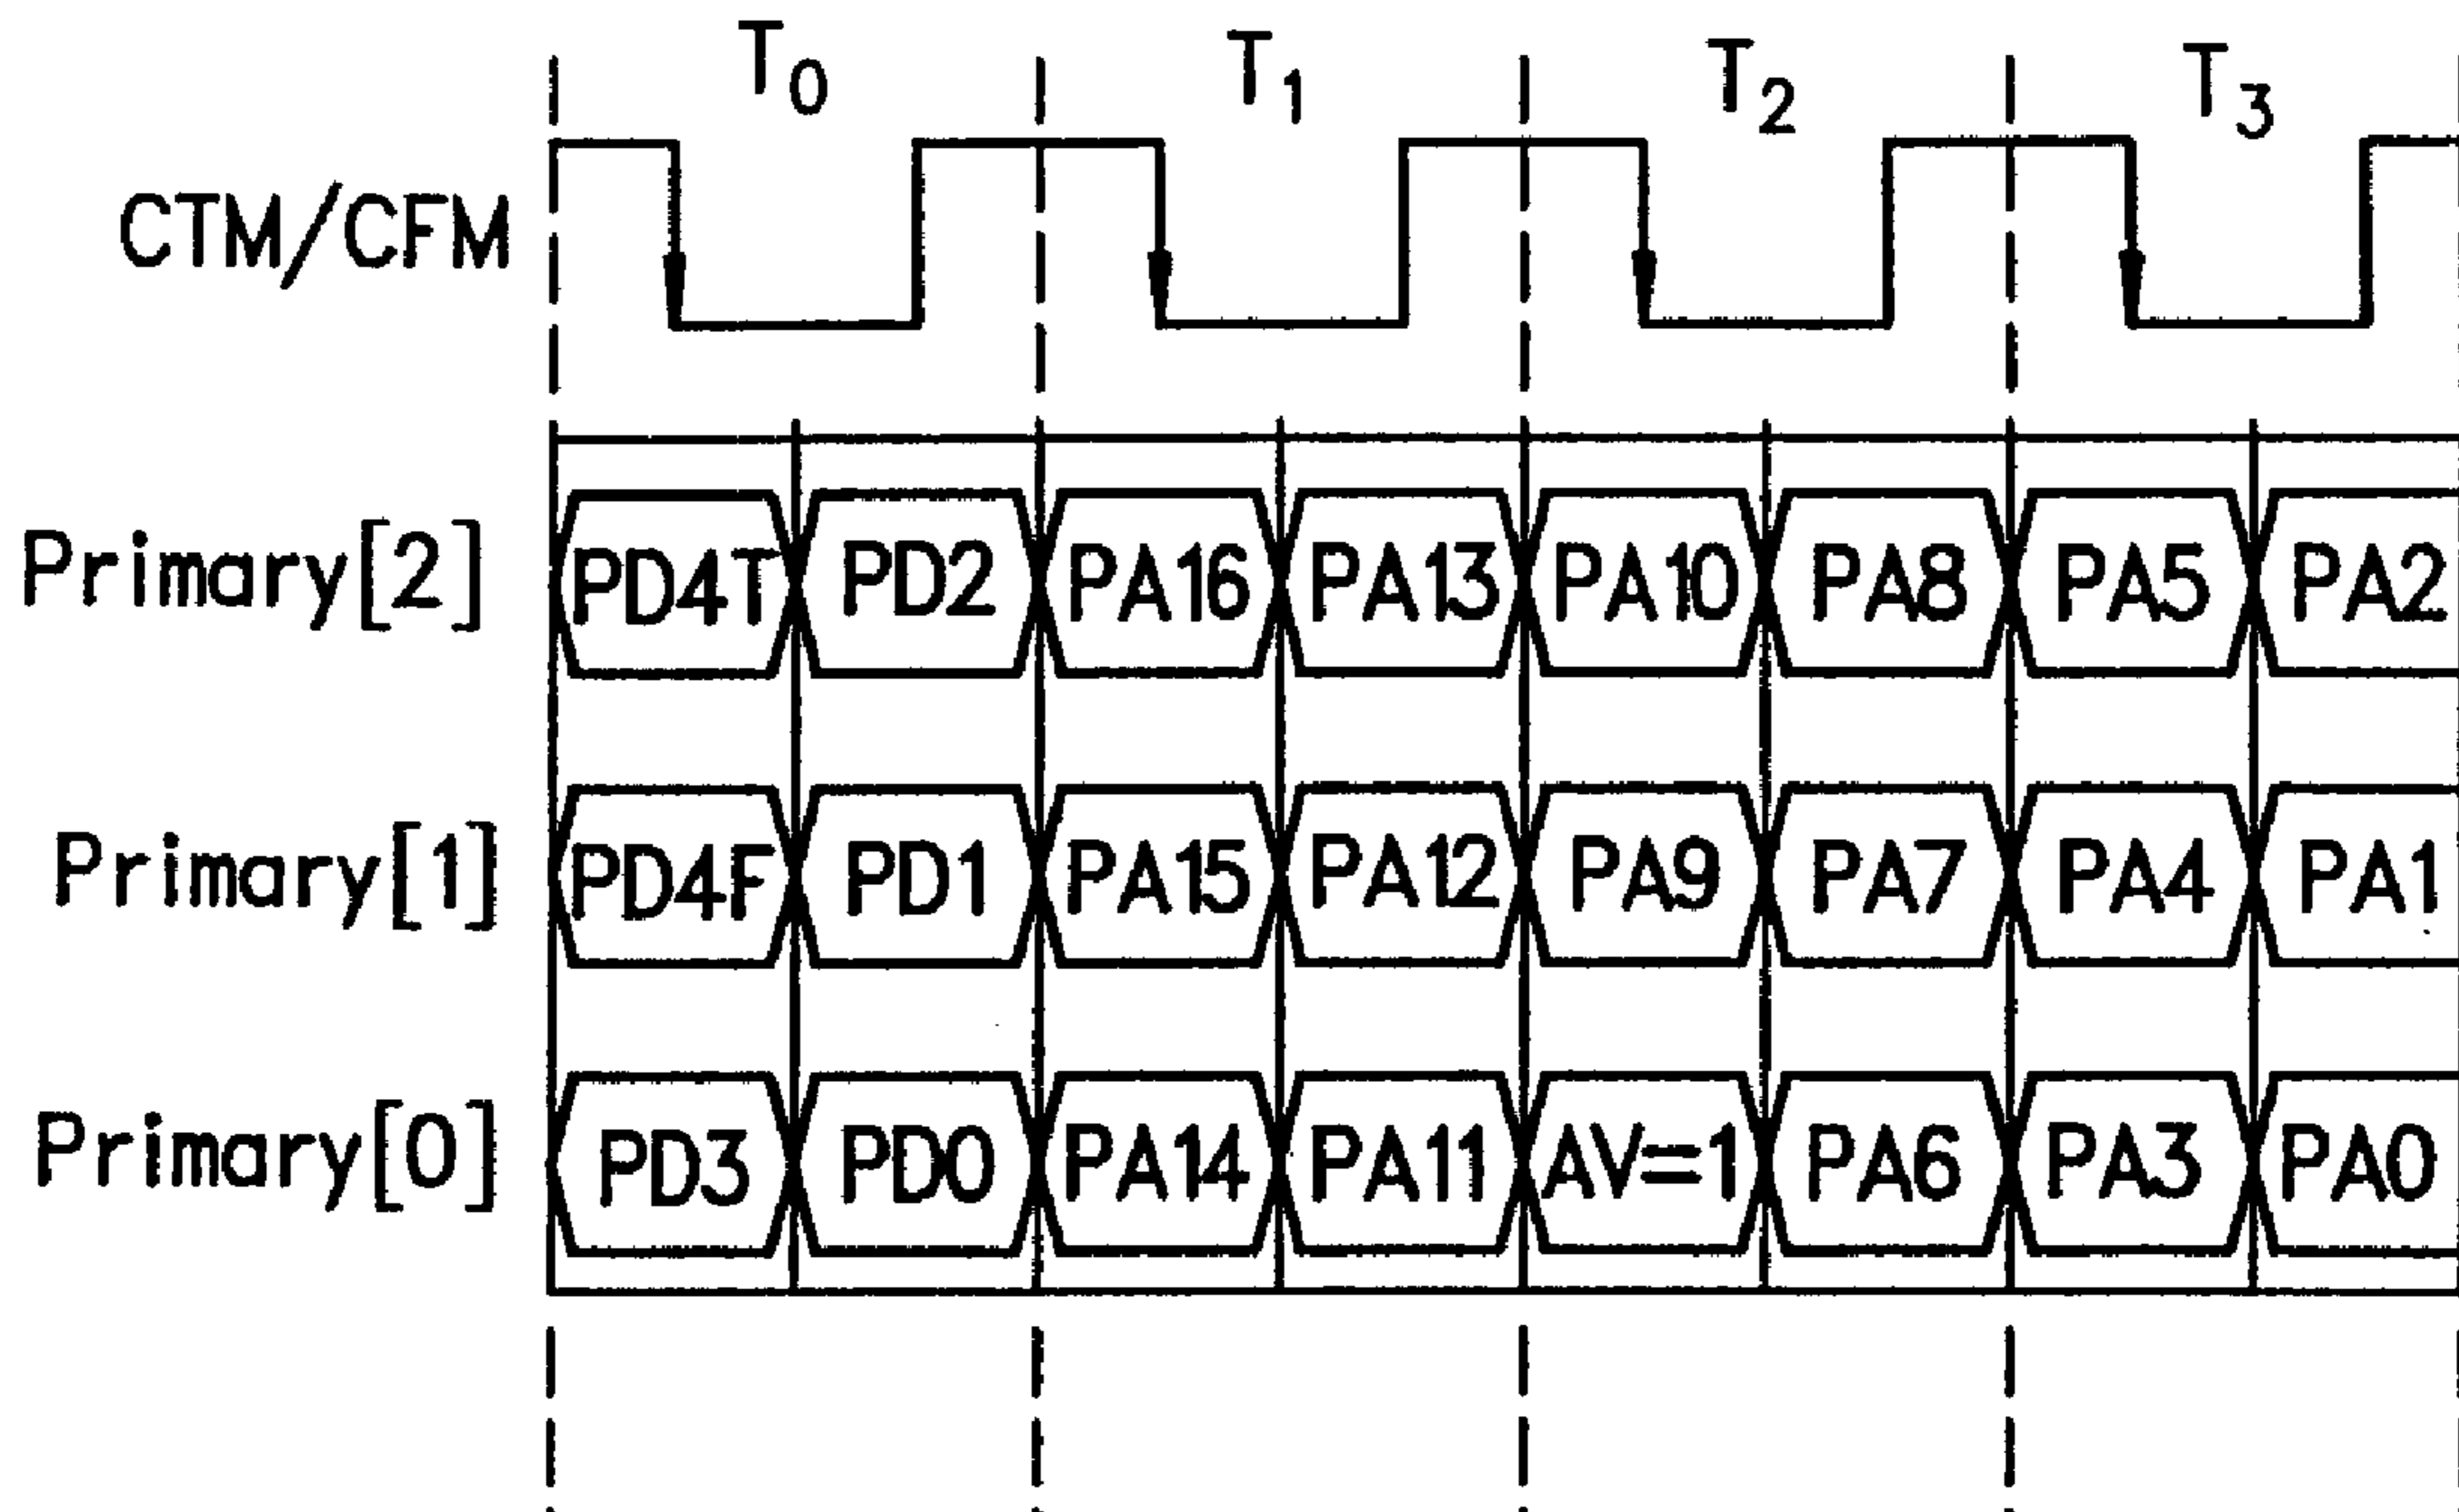 T0 T1 T2 T3
CTM/CFM
Primary[2] PD4T PD2 PA16 PA13 PA10 PA8 PA5 PA2
Primary[1] PD4F PD1 PA15 PA12 PA9 PA7 PA4 PA1
Primary[0] PD3 PD0 PA14 PA11 AV=1 PA6 PA3 PA0